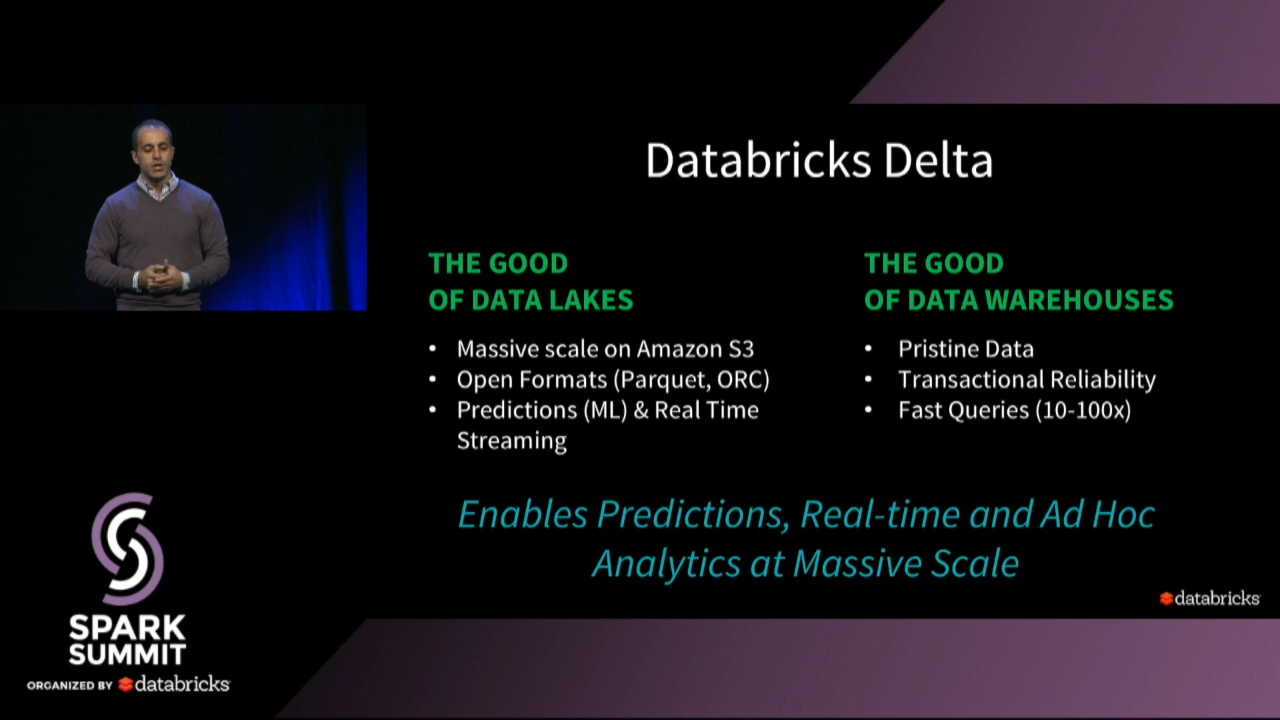 Databricks Delta
THE GOOD
OF DATA LAKES
• Massive scale on Amazon S3
• Open Formats (Parquet, ORC)
• Predictions (ML) & Real Time
Streaming
THE GOOD
OF DATA WAREHOUSES
• Pristine Data
• Transactional Reliability
• Fast Queries (10-100x)
Enables Predictions, Real-time and Ad Hoc
Analytics at Massive Scale
databricks
SPARK
SUMMIT
ORGANIZED BY databricks